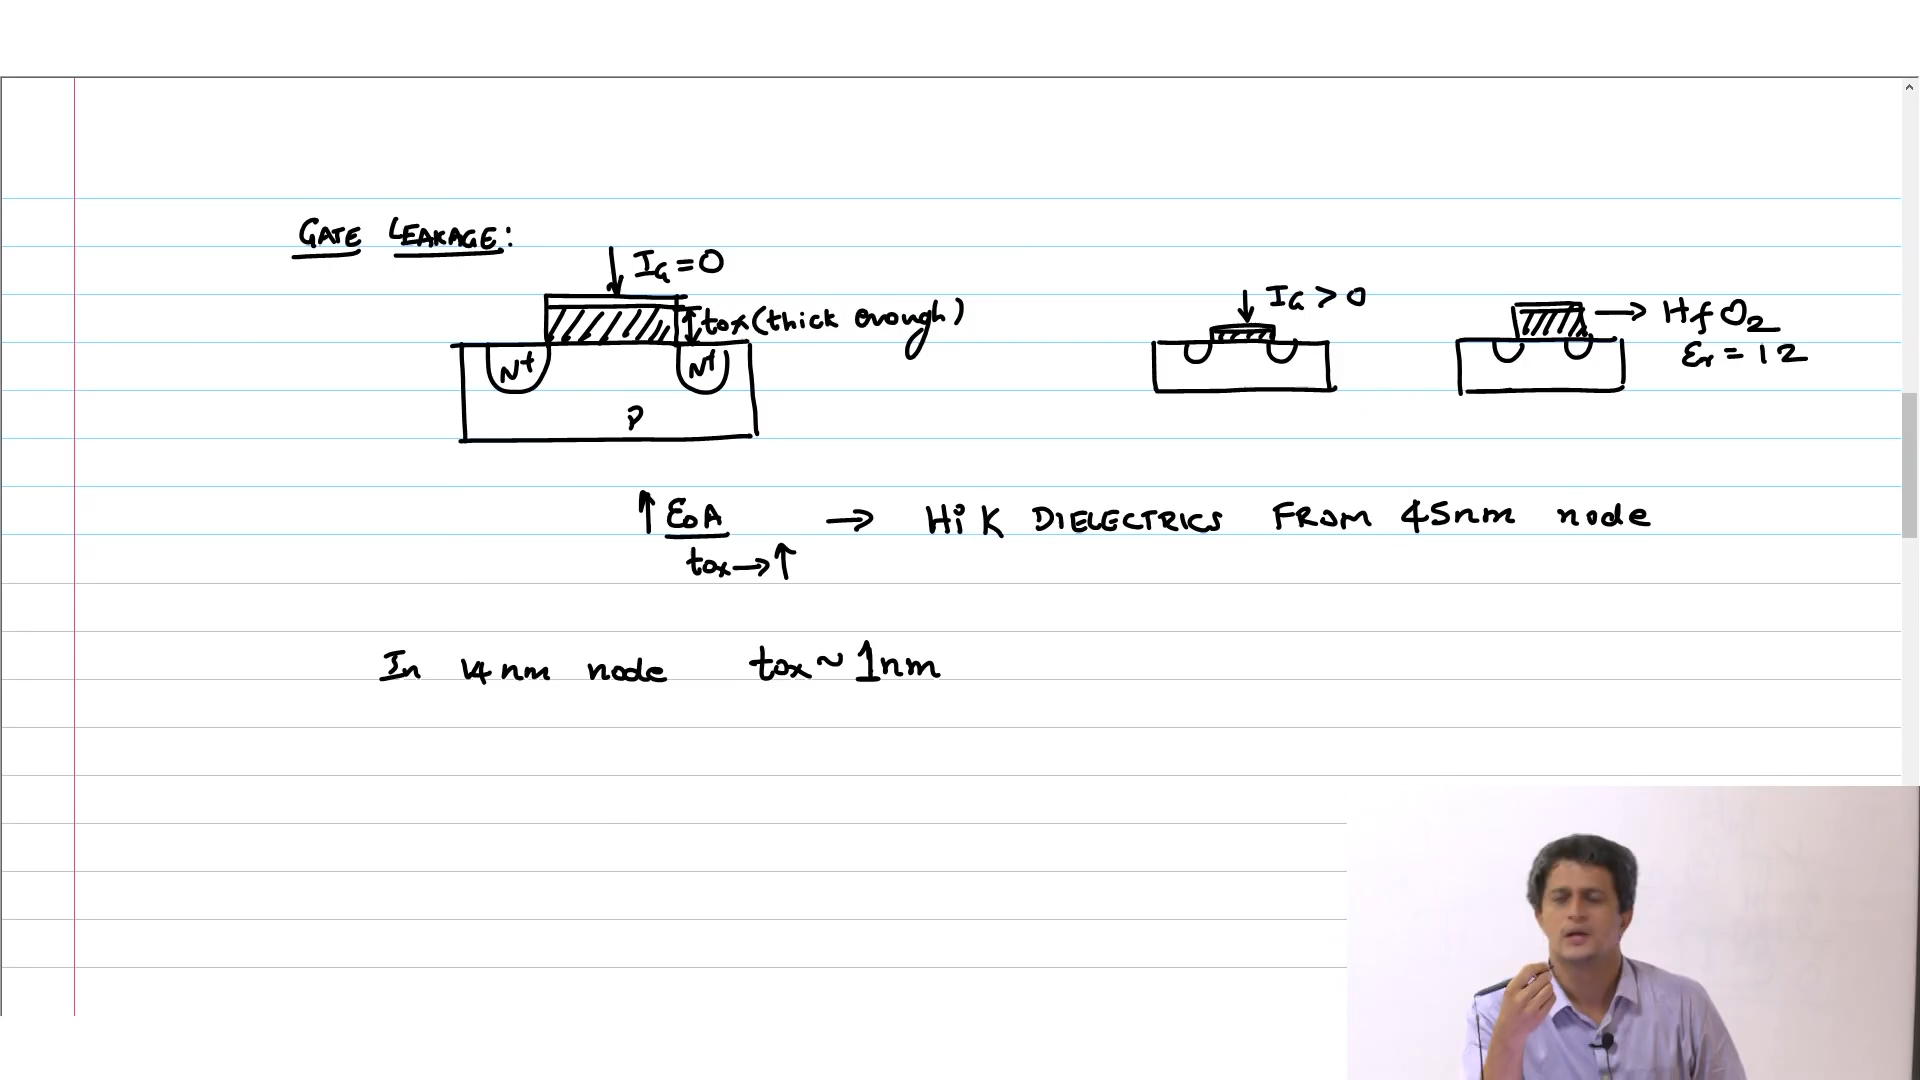 GATE LEAKAGE:
IG = 0
tox (thick enough)
N+ N+
P
IG > 0
HfO2
εr = 12
↑ ε0A → Hi K DIELECTRICS FROM 45nm node
tox → ↑
In 14nm node tox ~ 1nm